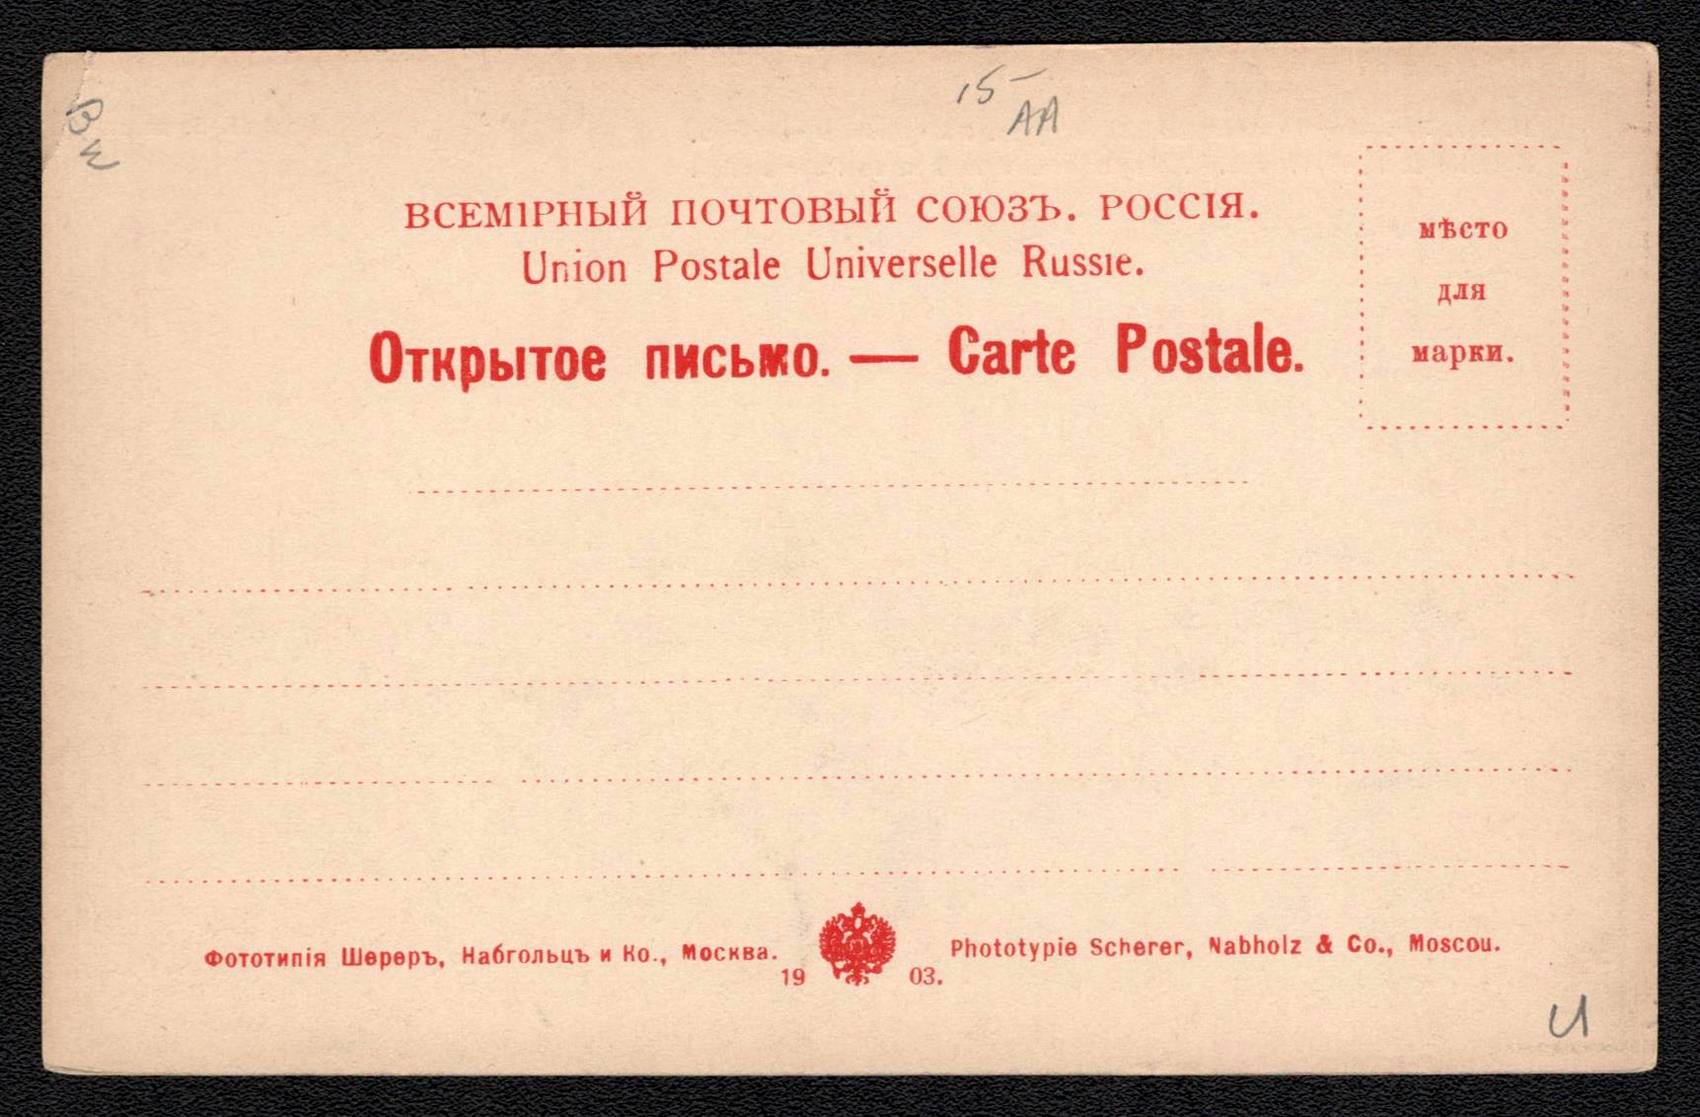 15-
AA
BW
ВСЕМІРНЫЙ ПОЧТОВЫЙ СОЮЗЪ. РОССІЯ.
Union Postale Universelle Russie.
Открытое письмо. — Carte Postale.
мѣсто
для
марки.
Фототипія Шереръ, Набгольцъ и Ко., Москва.
Phototypie Scherer, Nabholz & Co., Moscou.
19 03.
И